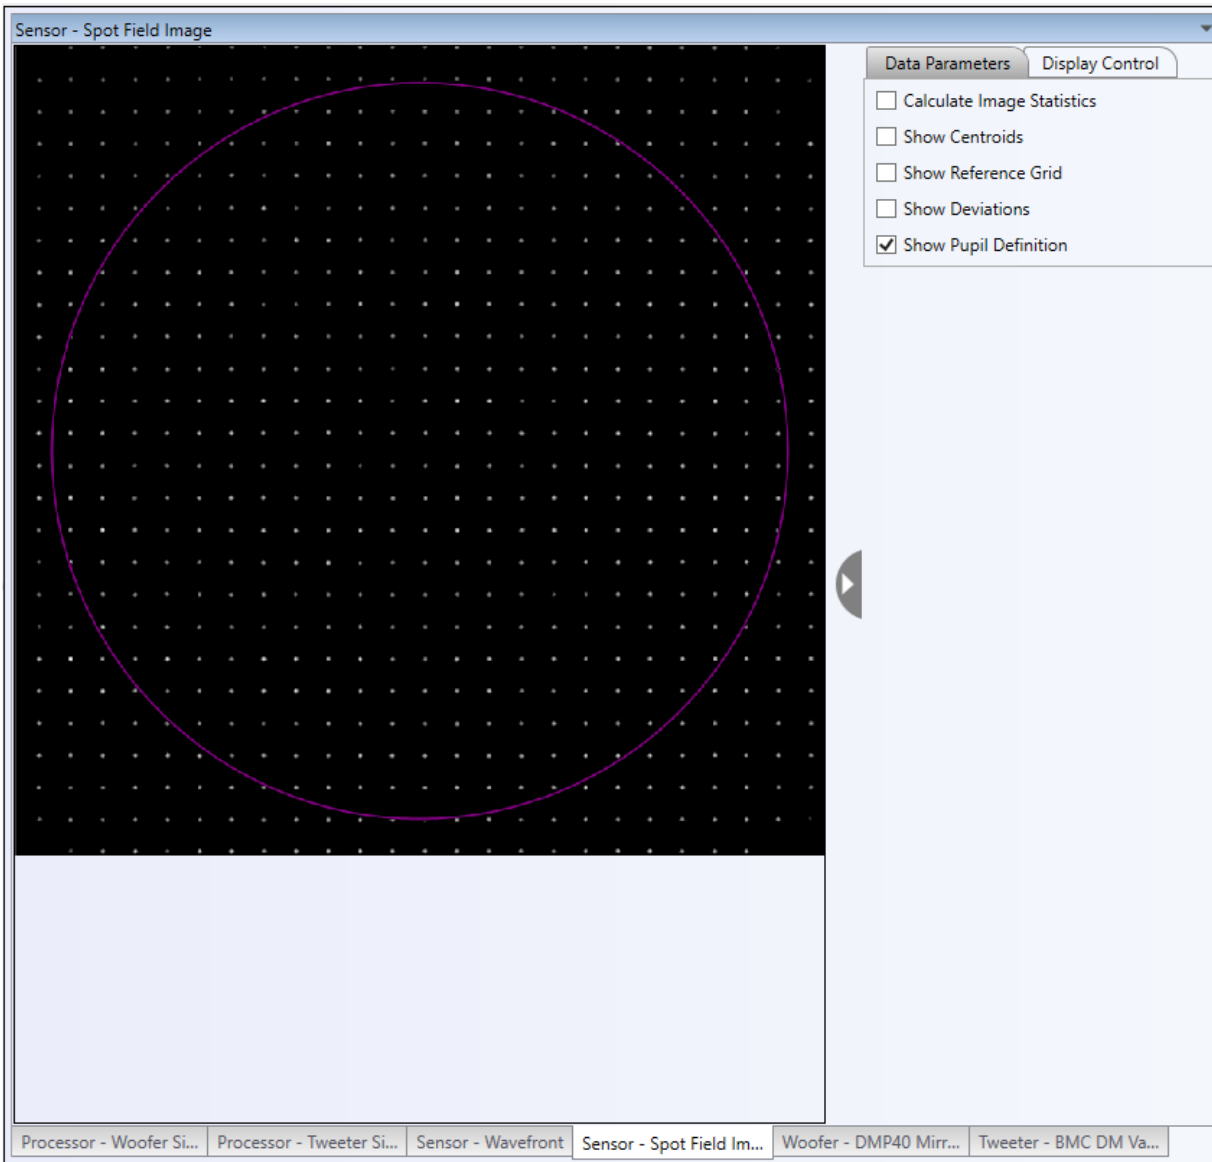 Sensor - Spot Field Image
Data Parameters
Display Control
Calculate Image Statistics
Show Centroids
Show Reference Grid
Show Deviations
Show Pupil Definition
Processor - Woofer Si...
Processor - Tweeter Si...
Sensor - Wavefront
Sensor - Spot Field Im...
Woofer - DMP40 Mirr...
Tweeter - BMC DM Va...